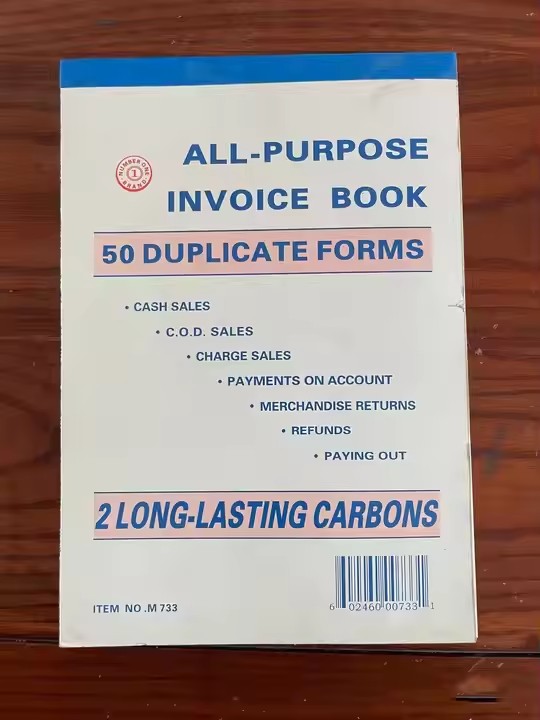 ALL-PURPOSE
NUMBER ONE
1
BRAND
INVOICE BOOK
50 DUPLICATE FORMS
• CASH SALES
• C.O.D. SALES
• CHARGE SALES
• PAYMENTS ON ACCOUNT
• MERCHANDISE RETURNS
• REFUNDS
• PAYING OUT
2 LONG-LASTING CARBONS
ITEM NO .M 733
6 02460 00733 1